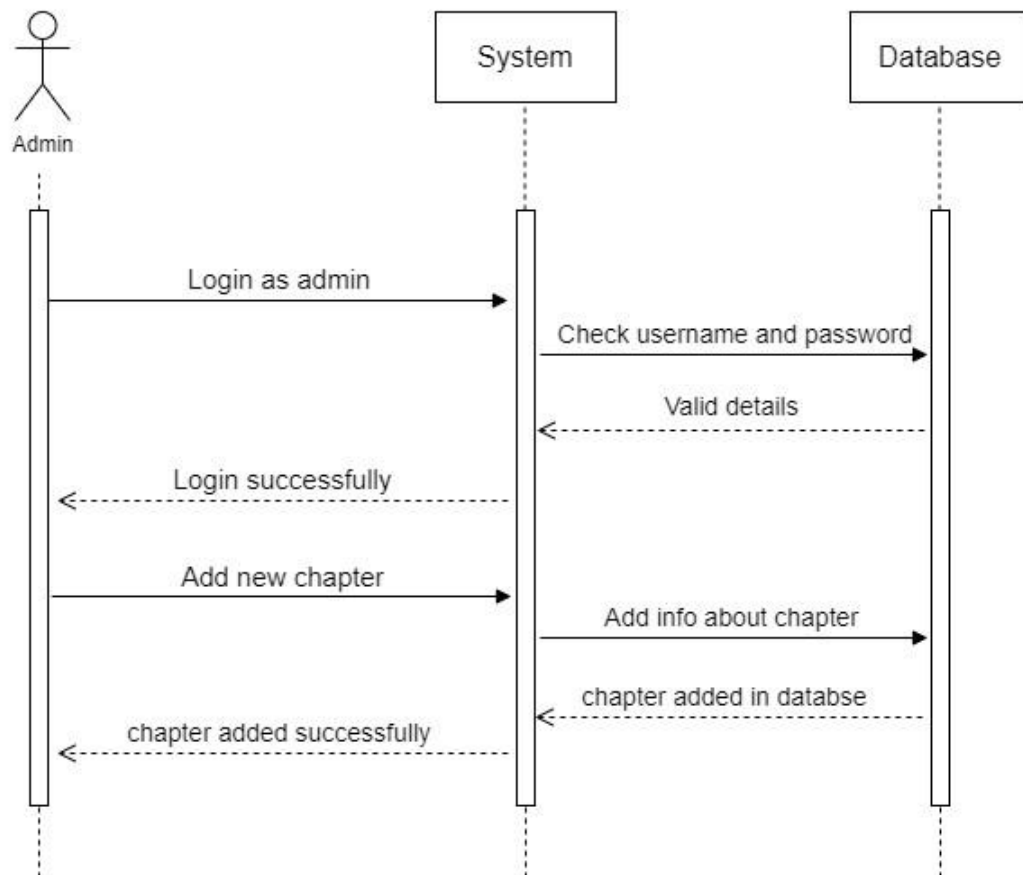 System
Database
Admin
Login as admin
Check username and password
Valid details
Login successfully
Add new chapter
Add info about chapter
chapter added in databse
chapter added successfully